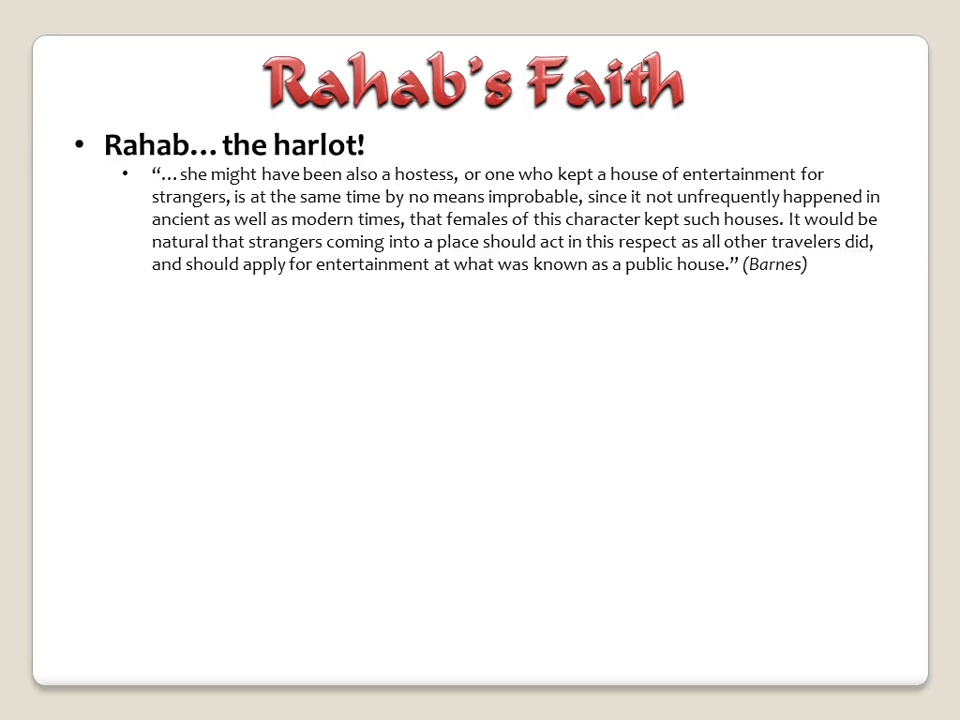 Rahab’s Faith
• Rahab…the harlot!
• “…she might have been also a hostess, or one who kept a house of entertainment for
strangers, is at the same time by no means improbable, since it not unfrequently happened in
ancient as well as modern times, that females of this character kept such houses. It would be
natural that strangers coming into a place should act in this respect as all other travelers did,
and should apply for entertainment at what was known as a public house.” (Barnes)